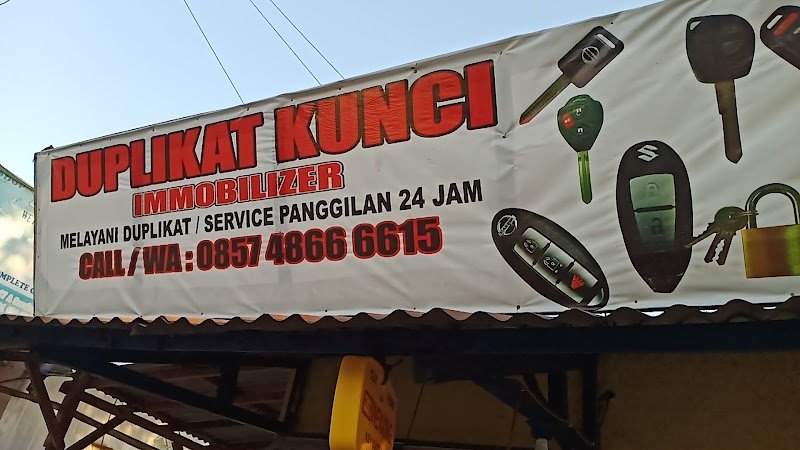 DUPLIKAT KUNCI
IMMOBILIZER
MELAYANI DUPLIKAT / SERVICE PANGGILAN 24 JAM
CALL / WA : 0857 4866 6615